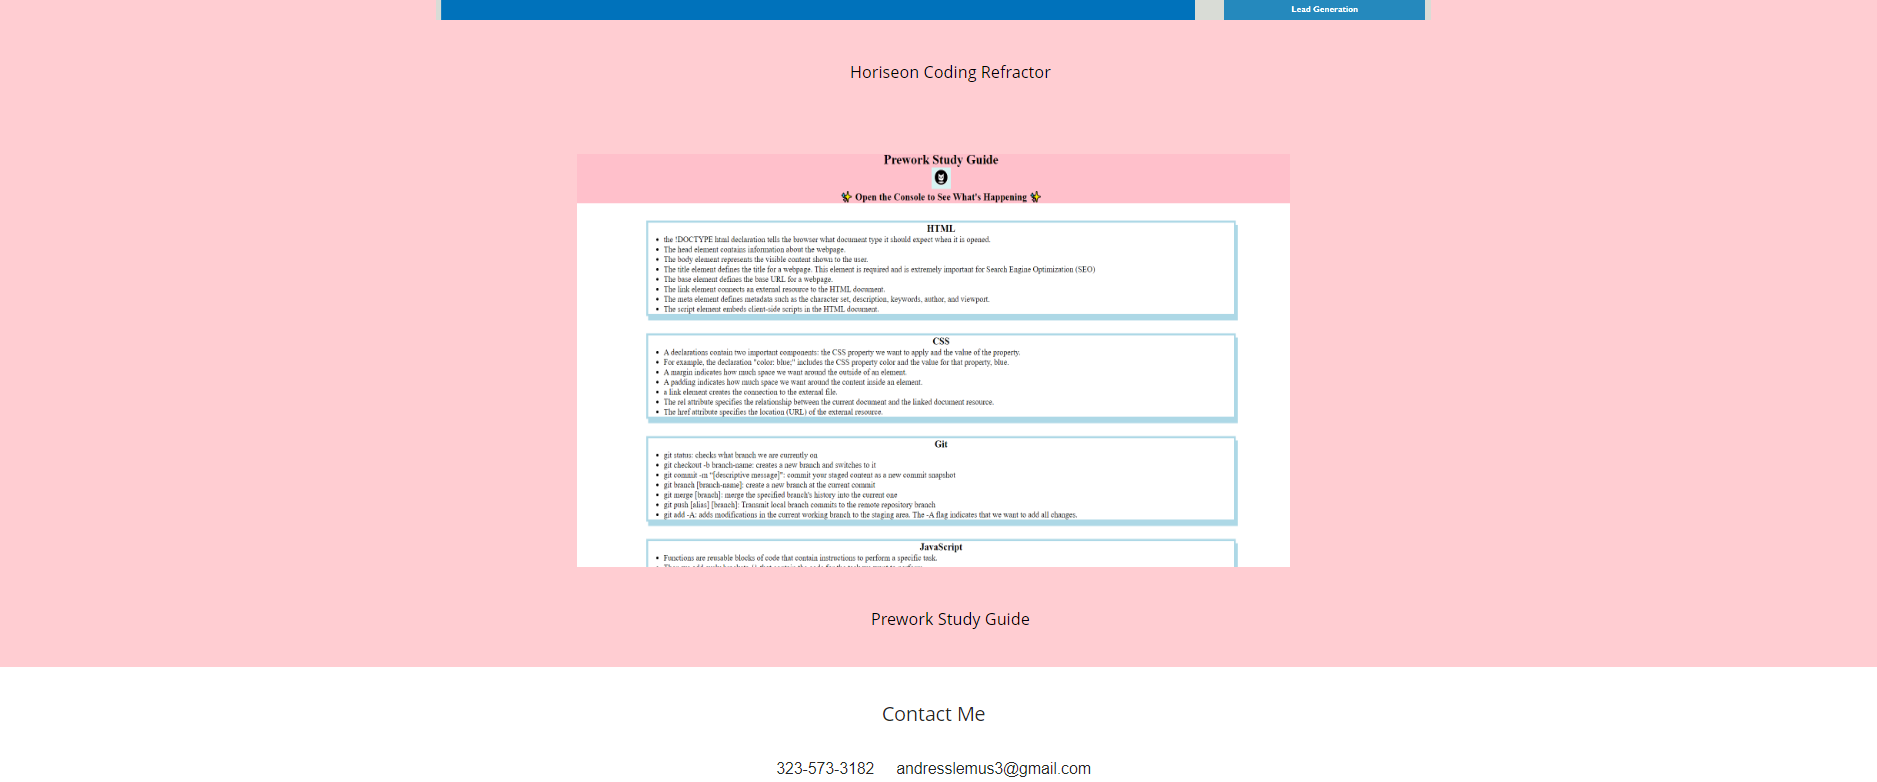 Lead Generation
Horiseon Coding Refractor
Prework Study Guide
✨ Open the Console to See What's Happening ✨
HTML
• the !DOCTYPE html declaration tells the browser what document type it should expect when it is opened.
• The head element contains information about the webpage.
• The body element represents the visible content shown to the user.
• The title element defines the title for a webpage. This element is required and is extremely important for Search Engine Optimization (SEO)
• The base element defines the base URL for a webpage.
• The link element connects an external resource to the HTML document.
• The meta element defines metadata such as the character set, description, keywords, author, and viewport.
• The script element embeds client-side scripts in the HTML document.
CSS
• A declarations contain two important components: the CSS property we want to apply and the value of the property.
• For example, the declaration "color: blue;" includes the CSS property color and the value for that property, blue.
• A margin indicates how much space we want around the outside of an element.
• A padding indicates how much space we want around the content inside an element.
• a link element creates the connection to the external file.
• The rel attribute specifies the relationship between the current document and the linked document resource.
• The href attribute specifies the location (URL) of the external resource.
Git
• git status: checks what branch we are currently on
• git checkout -b branch-name: creates a new branch and switches to it
• git commit -m "[descriptive message]": commit your staged content as a new commit snapshot
• git branch [branch-name]: create a new branch at the current commit
• git merge [branch]: merge the specified branch's history into the current one
• git push [alias] [branch]: Transmit local branch commits to the remote repository branch
• git add -A: adds modifications in the current working branch to the staging area. The -A flag indicates that we want to add all changes.
JavaScript
• Functions are reusable blocks of code that contain instructions to perform a specific task.
Prework Study Guide
Contact Me
323-573-3182 andresslemus3@gmail.com